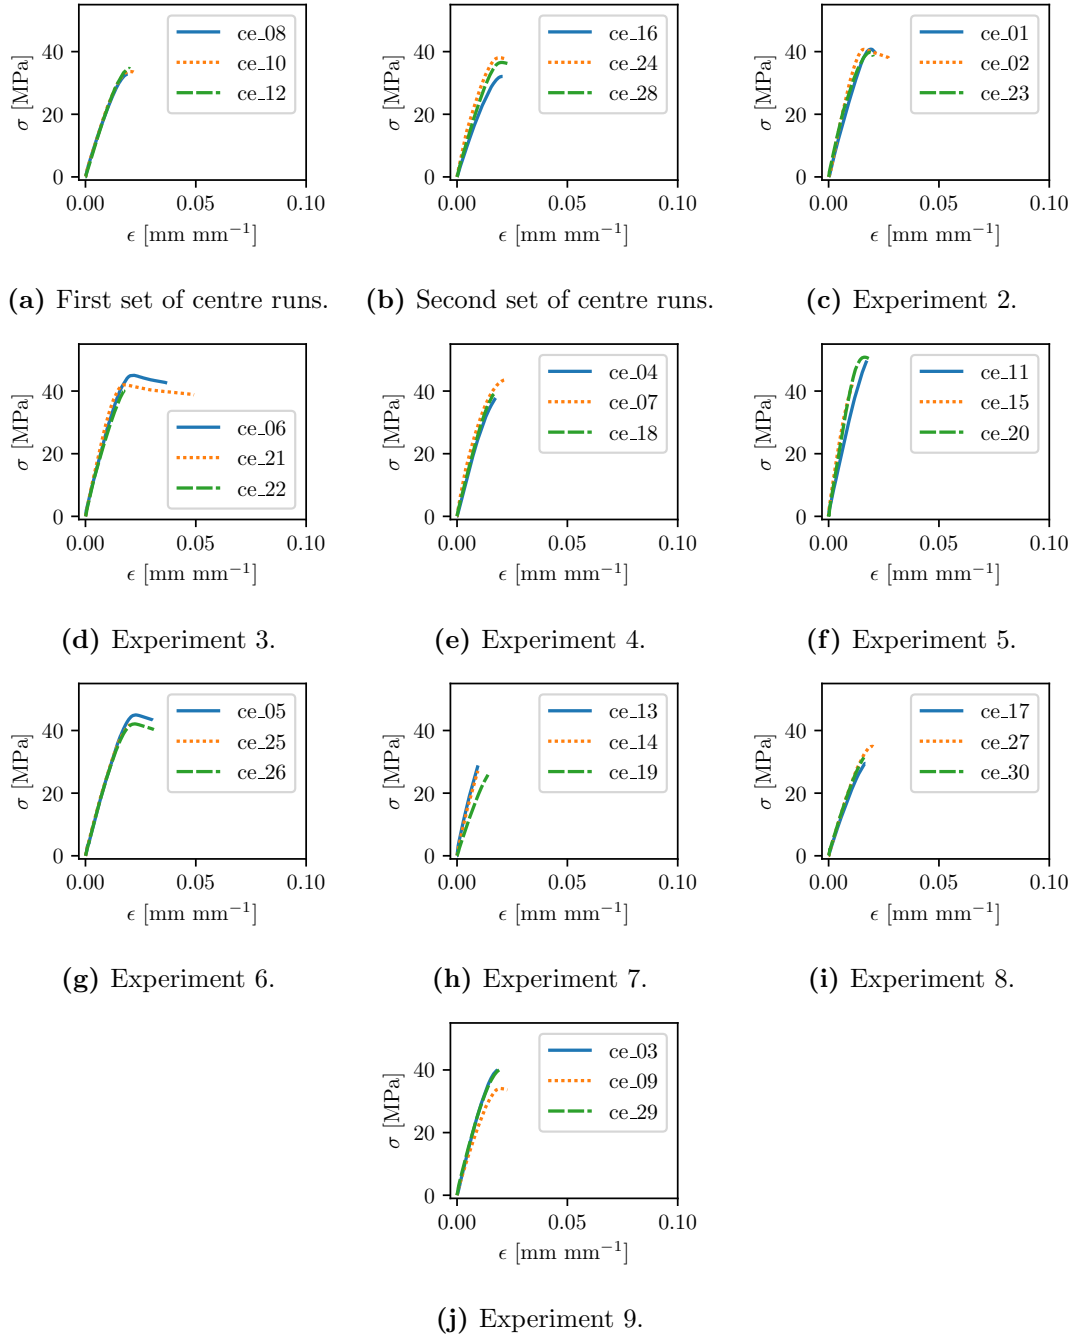 40
20
0
σ [MPa]
ce_08
ce_10
ce_12
0.00 0.05 0.10
ϵ [mm mm⁻¹]
40
20
0
σ [MPa]
ce_16
ce_24
ce_28
0.00 0.05 0.10
ϵ [mm mm⁻¹]
40
20
0
σ [MPa]
ce_01
ce_02
ce_23
0.00 0.05 0.10
ϵ [mm mm⁻¹]
(a) First set of centre runs.
(b) Second set of centre runs.
(c) Experiment 2.
40
20
0
σ [MPa]
ce_06
ce_21
ce_22
0.00 0.05 0.10
ϵ [mm mm⁻¹]
40
20
0
σ [MPa]
ce_04
ce_07
ce_18
0.00 0.05 0.10
ϵ [mm mm⁻¹]
40
20
0
σ [MPa]
ce_11
ce_15
ce_20
0.00 0.05 0.10
ϵ [mm mm⁻¹]
(d) Experiment 3.
(e) Experiment 4.
(f) Experiment 5.
40
20
0
σ [MPa]
ce_05
ce_25
ce_26
0.00 0.05 0.10
ϵ [mm mm⁻¹]
40
20
0
σ [MPa]
ce_13
ce_14
ce_19
0.00 0.05 0.10
ϵ [mm mm⁻¹]
40
20
0
σ [MPa]
ce_17
ce_27
ce_30
0.00 0.05 0.10
ϵ [mm mm⁻¹]
(g) Experiment 6.
(h) Experiment 7.
(i) Experiment 8.
40
20
0
σ [MPa]
ce_03
ce_09
ce_29
0.00 0.05 0.10
ϵ [mm mm⁻¹]
(j) Experiment 9.